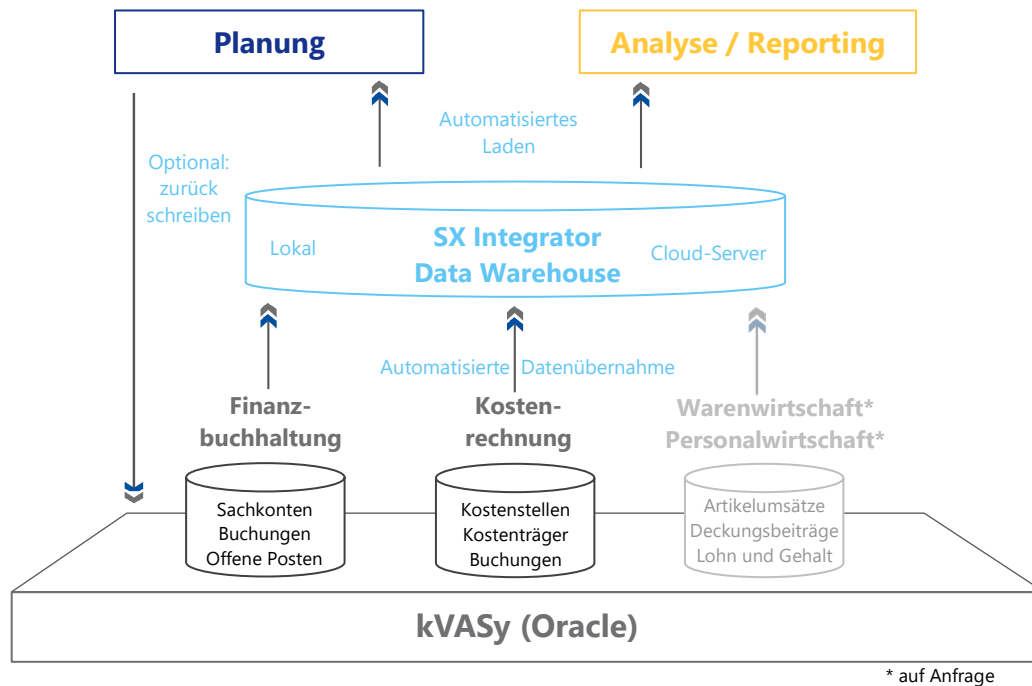 Planung
Analyse / Reporting
Automatisiertes
Laden
Optional:
zurück
schreiben
Lokal
SX Integrator
Data Warehouse
Cloud-Server
Automatisierte Datenübernahme
Finanz-
buchhaltung
Kosten-
rechnung
Warenwirtschaft*
Personalwirtschaft*
Sachkonten
Buchungen
Offene Posten
Kostenstellen
Kostenträger
Buchungen
Artikelumsätze
Deckungsbeiträge
Lohn und Gehalt
kVASy (Oracle)
* auf Anfrage